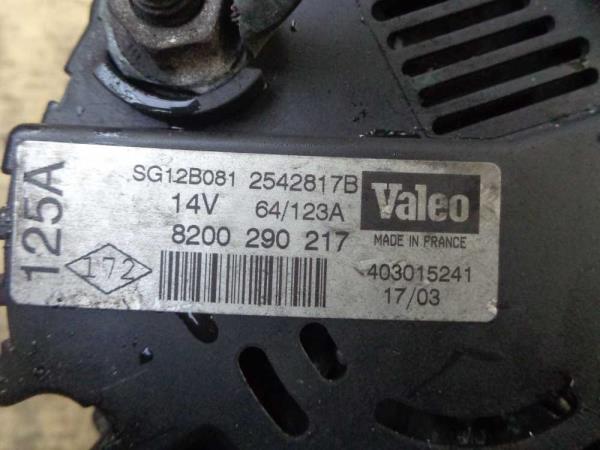 125A
SG12B081 2542817B
14V 64/123A
8200 290 217
172
Valeo
MADE IN FRANCE
403015241
17/03